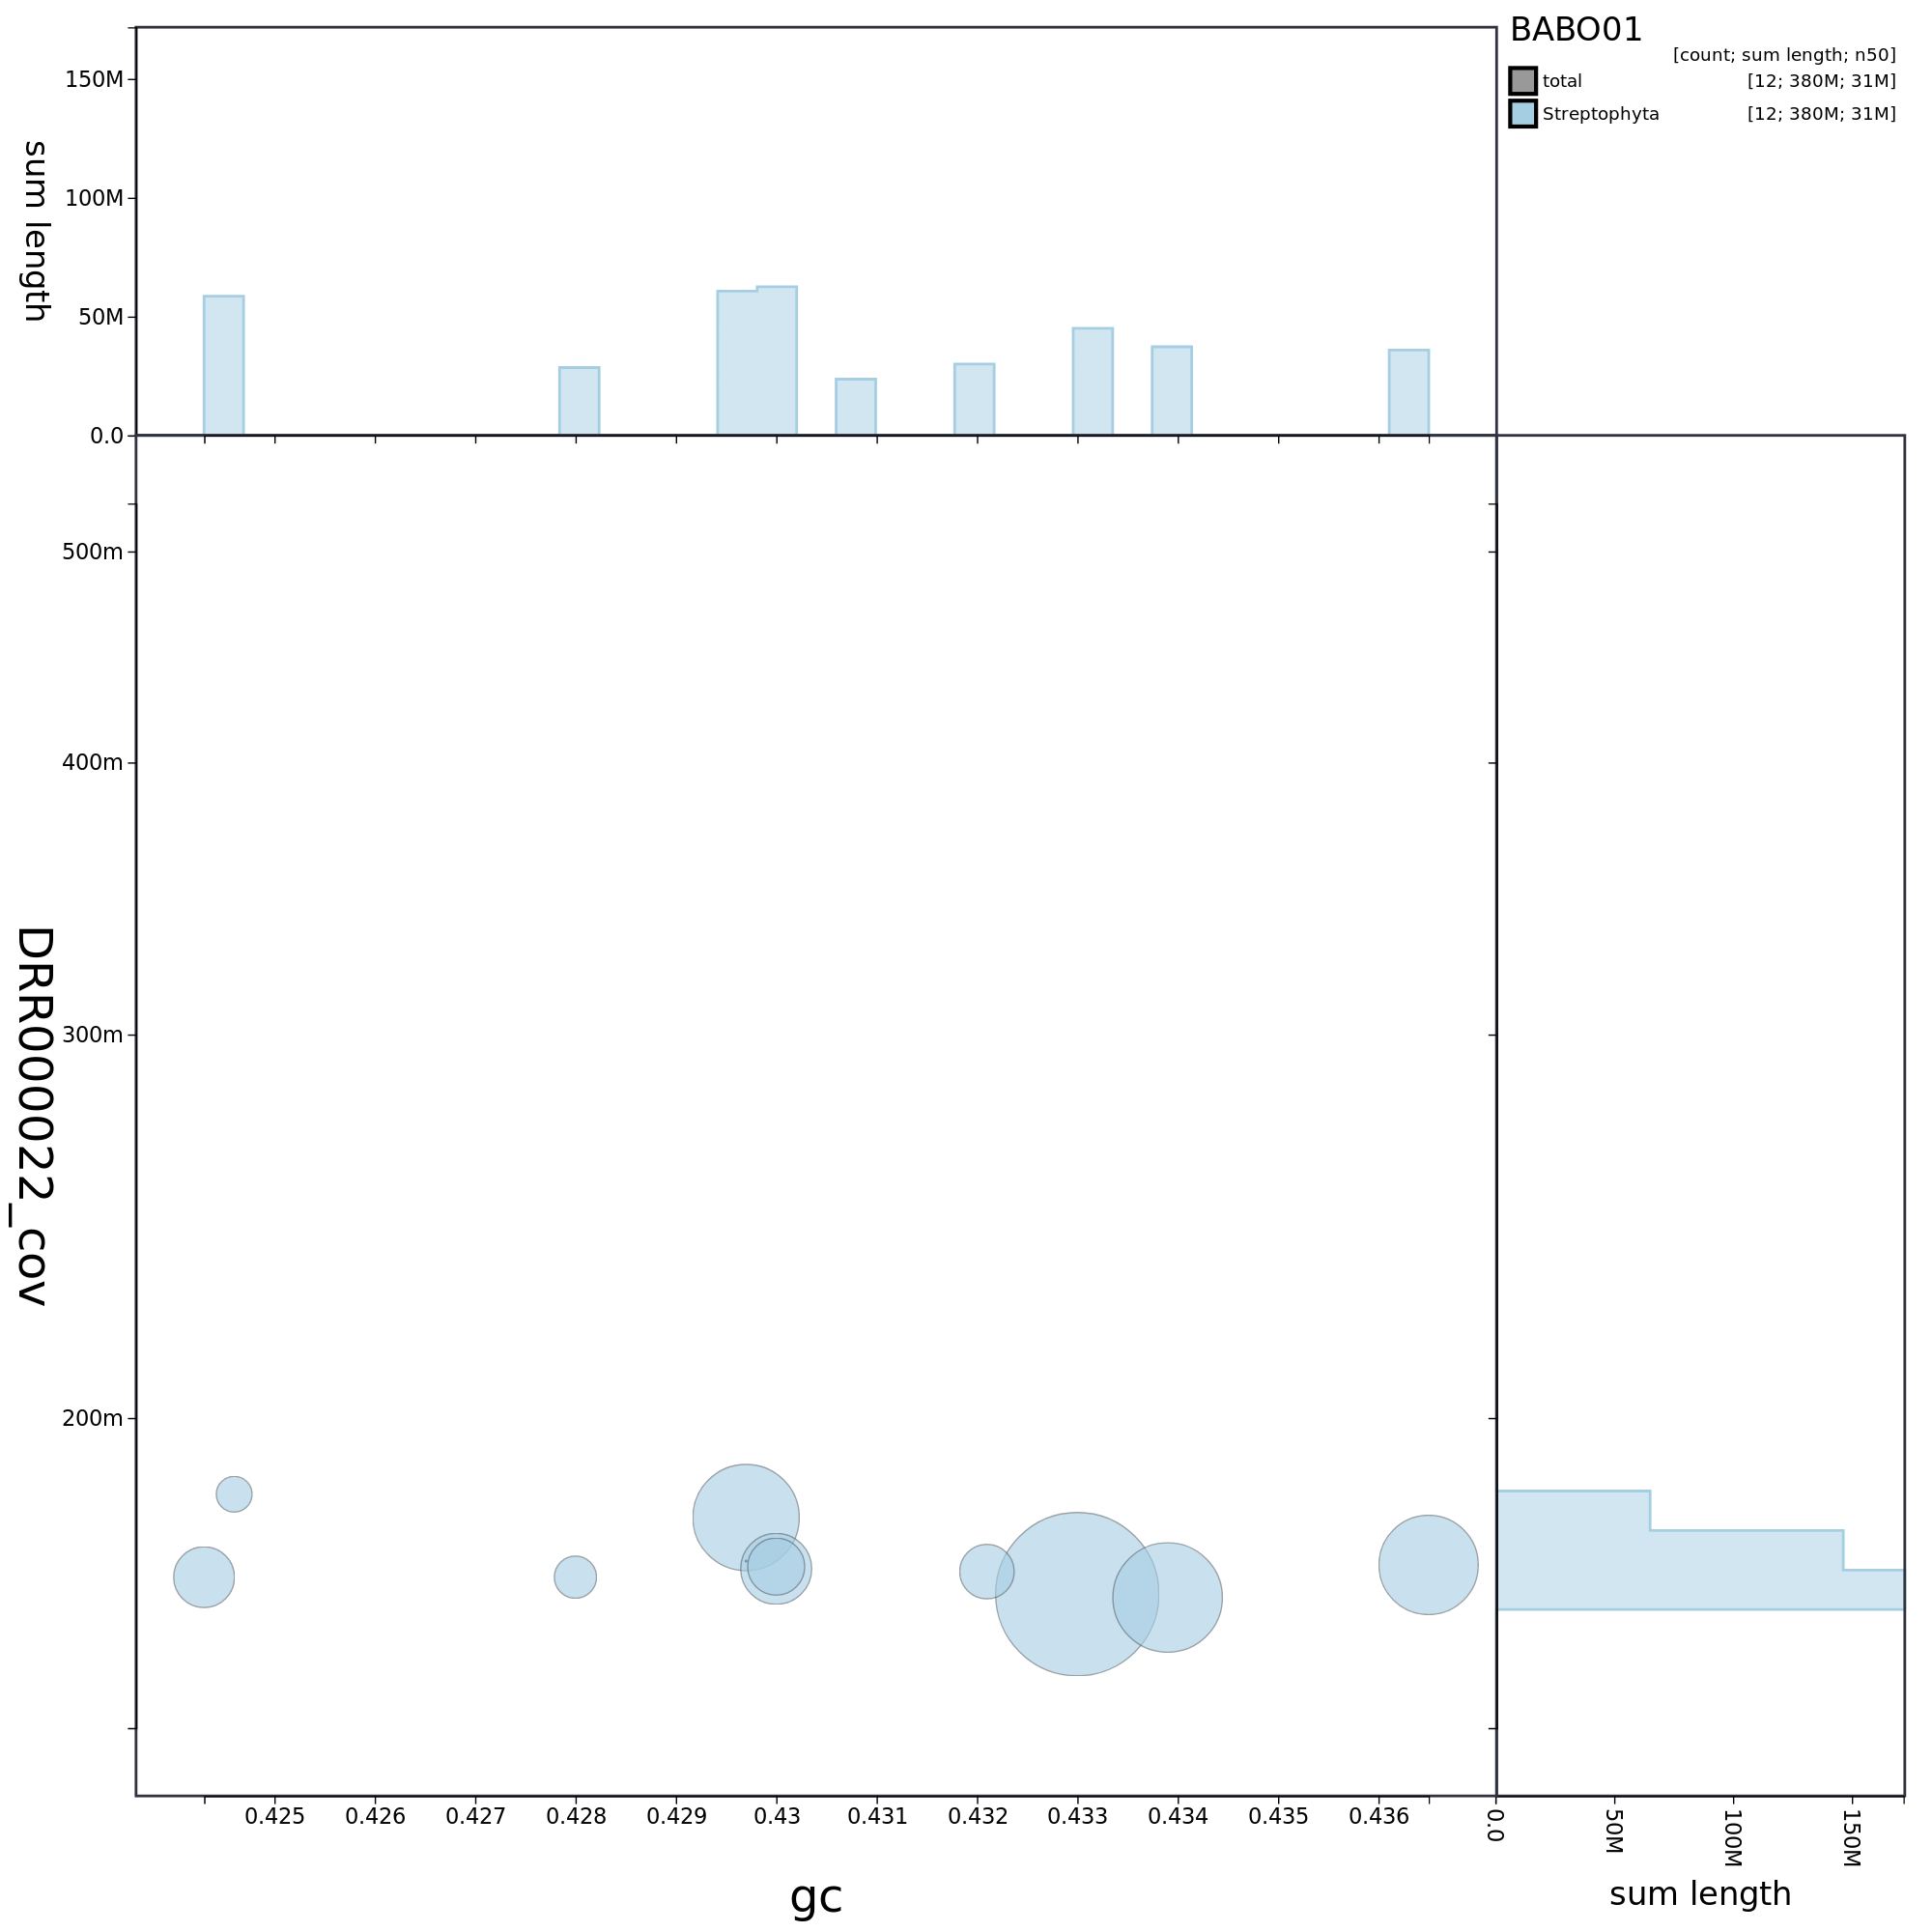 BABO01
[count; sum length; n50]
total [12; 380M; 31M]
Streptophyta [12; 380M; 31M]
150M
100M
50M
0.0
sum length
500m
400m
300m
200m
DRR000022_cov
0.425 0.426 0.427 0.428 0.429 0.43 0.431 0.432 0.433 0.434 0.435 0.436
gc
0.0 50M 100M 150M
sum length